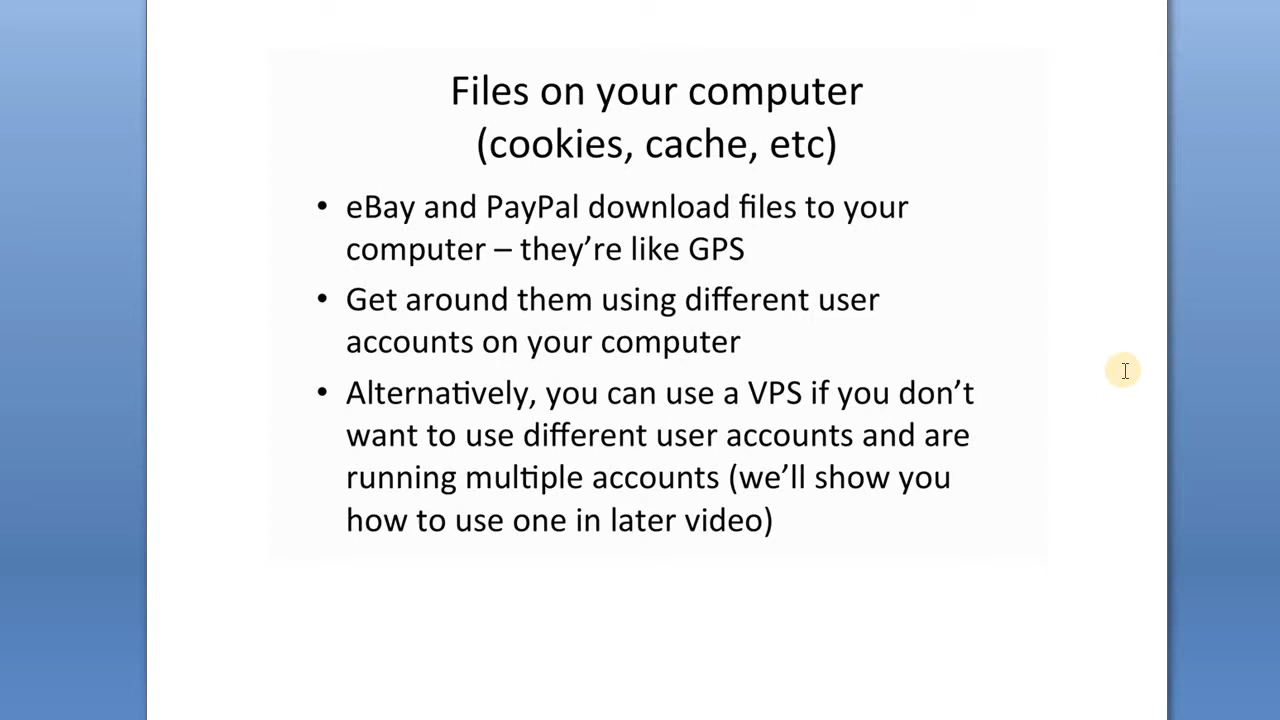 Files on your computer
(cookies, cache, etc)
• eBay and PayPal download files to your
computer – they’re like GPS
• Get around them using different user
accounts on your computer
• Alternatively, you can use a VPS if you don’t
want to use different user accounts and are
running multiple accounts (we’ll show you
how to use one in later video)